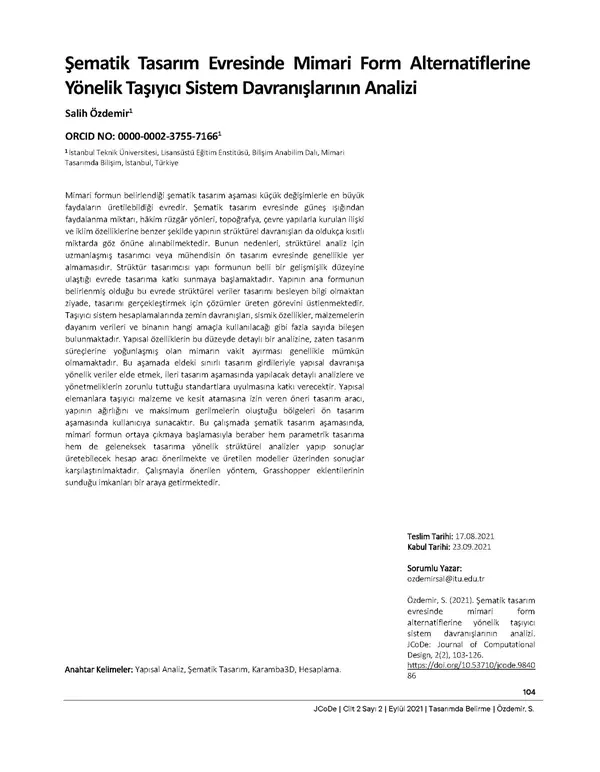 Şematik Tasarım Evresinde Mimari Form Alternatiflerine
Yönelik Taşıyıcı Sistem Davranışlarının Analizi
Salih Özdemir¹
ORCID NO: 0000-0002-3755-7166¹
¹ İstanbul Teknik Üniversitesi, Lisansüstü Eğitim Enstitüsü, Bilişim Anabilim Dalı, Mimari
Tasarımda Bilişim, İstanbul, Türkiye
Mimari formun belirlendiği şematik tasarım aşaması küçük değişimlerle en büyük
faydaların üretilebildiği evredir. Şematik tasarım evresinde güneş ışığından
faydalanma miktarı, hâkim rüzgâr yönleri, topoğrafya, çevre yapılarla kurulan ilişki
ve iklim özelliklerine benzer şekilde yapının strüktürel davranışları da oldukça kısıtlı
miktarda göz önüne alınabilmektedir. Bunun nedenleri, strüktürel analiz için
uzmanlaşmış tasarımcı veya mühendisin ön tasarım evresinde genellikle yer
almamasıdır. Strüktür tasarımcısı yapı formunun belli bir gelişmişlik düzeyine
ulaştığı evrede tasarıma katkı sunmaya başlamaktadır. Yapının ana formunun
belirlenmiş olduğu bu evrede strüktürel veriler tasarımı besleyen bilgi olmaktan
ziyade, tasarımı gerçekleştirmek için çözümler üreten görevini üstlenmektedir.
Taşıyıcı sistem hesaplamalarında zemin davranışları, sismik özellikler, malzemelerin
dayanım verileri ve binanın hangi amaçla kullanılacağı gibi fazla sayıda bileşen
bulunmaktadır. Yapısal özelliklerin bu düzeyde detaylı bir analizine, zaten tasarım
süreçlerine yoğunlaşmış olan mimarın vakit ayırması genellikle mümkün
olmamaktadır. Bu aşamada eldeki sınırlı tasarım girdileriyle yapısal davranışa
yönelik veriler elde etmek, ileri tasarım aşamasında yapılacak detaylı analizlere ve
yönetmeliklerin zorunlu tuttuğu standartlara uyulmasına katkı verecektir. Yapısal
elemanlara taşıyıcı malzeme ve kesit atamasına izin veren öneri tasarım aracı,
yapının ağırlığını ve maksimum gerilmelerin oluştuğu bölgeleri ön tasarım
aşamasında kullanıcıya sunacaktır. Bu çalışmada şematik tasarım aşamasında,
mimari formun ortaya çıkmaya başlamasıyla beraber hem parametrik tasarıma
hem de geleneksek tasarıma yönelik strüktürel analizler yapıp sonuçlar
üretebilecek hesap aracı önerilmekte ve üretilen modeller üzerinden sonuçlar
karşılaştırılmaktadır. Çalışmayla önerilen yöntem, Grasshopper eklentilerinin
sunduğu imkanları bir araya getirmektedir.
Teslim Tarihi: 17.08.2021
Kabul Tarihi: 23.09.2021
Sorumlu Yazar:
ozdemirsal@itu.edu.tr
Özdemir, S. (2021). Şematik tasarım
evresinde mimari form
alternatiflerine yönelik taşıyıcı
sistem davranışlarının analizi.
JCoDe: Journal of Computational
Design, 2(2), 103-126.
https://doi.org/10.53710/jcode.9840
86
Anahtar Kelimeler: Yapısal Analiz, Şematik Tasarım, Karamba3D, Hesaplama.
104
JCoDe | Cilt 2 Sayı 2 | Eylül 2021 | Tasarımda Belirme | Özdemir, S.